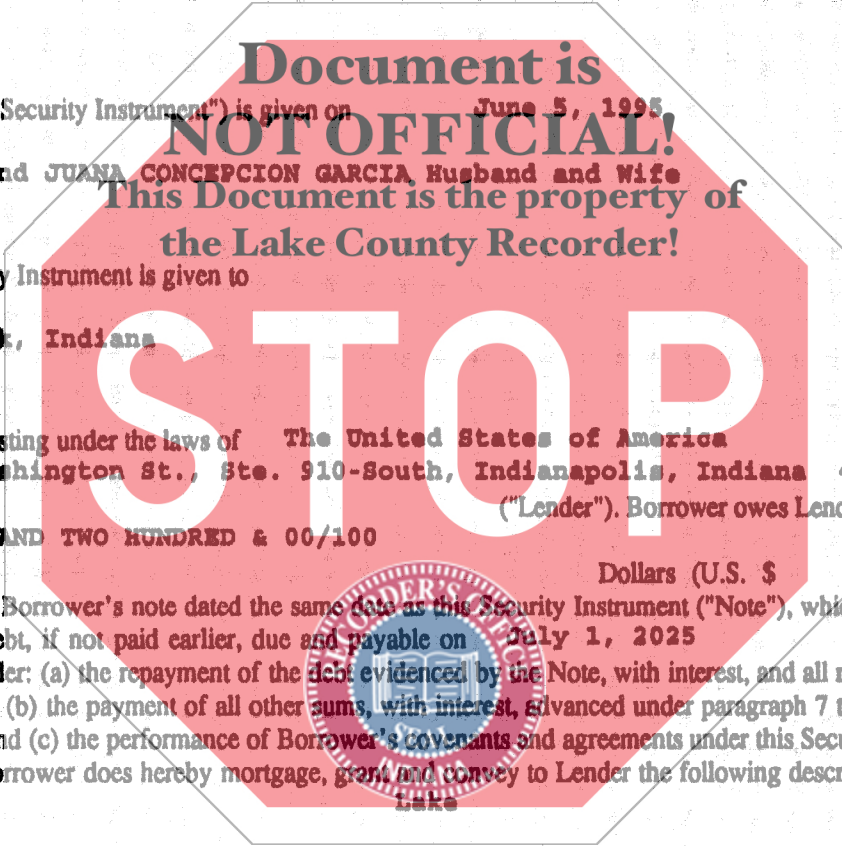 Document is
Security Instrument") is given on June 5, 1995
NOT OFFICIAL!
nd JUANA CONCEPCION GARCIA Husband and Wife
This Document is the property of
the Lake County Recorder!
Instrument is given to
, Indiana
STOP
sting under the laws of The United States of America
shington St., Ste. 910-South, Indianapolis, Indiana 4
("Lender"). Borrower owes Lend
AND TWO HUNDRED & 00/100
Dollars (U.S. $
Borrower's note dated the same date as this Security Instrument ("Note"), whic
ebt, if not paid earlier, due and payable on July 1, 2025
er: (a) the repayment of the debt evidenced by the Note, with interest, and all
(b) the payment of all other sums, with interest, advanced under paragraph 7 t
nd (c) the performance of Borrower's covenants and agreements under this Secu
rrower does hereby mortgage, grant and convey to Lender the following descr
Lake
RECORDER'S OFFICE